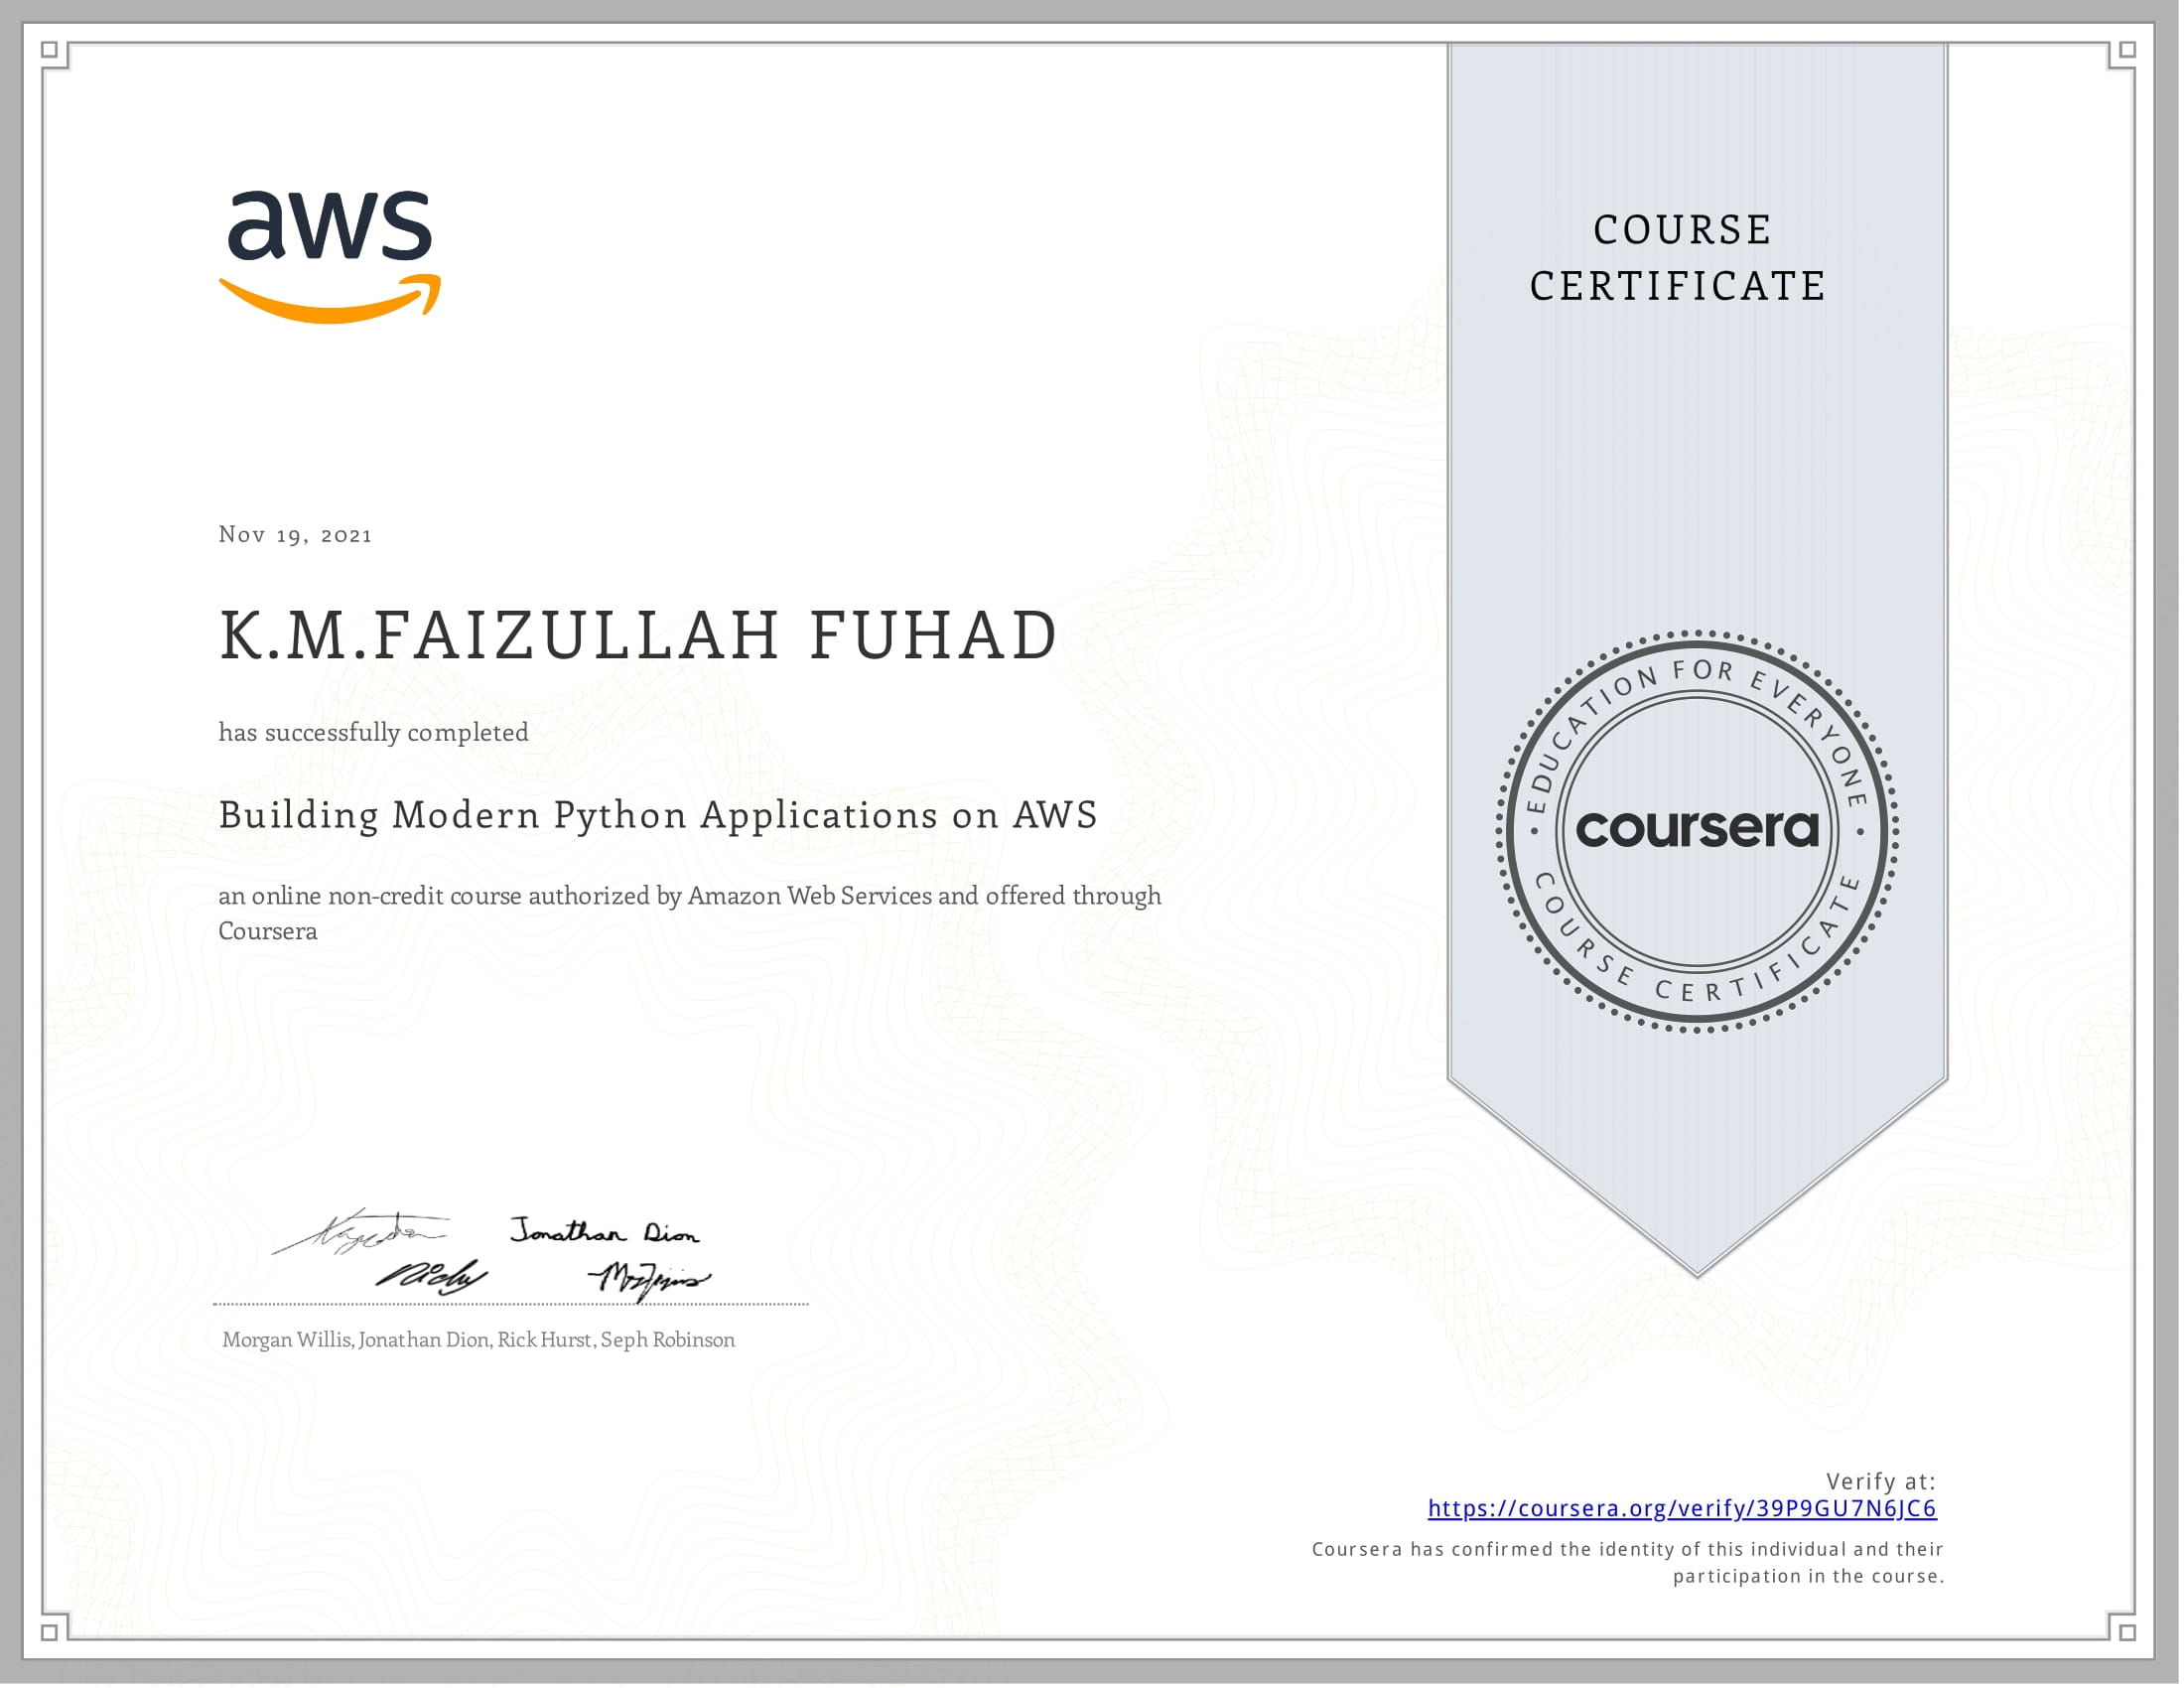 aws
COURSE
CERTIFICATE
Nov 19, 2021
K.M.FAIZULLAH FUHAD
has successfully completed
Building Modern Python Applications on AWS
an online non-credit course authorized by Amazon Web Services and offered through
Coursera
EDUCATION FOR EVERYONE
coursera
COURSE CERTIFICATE
Jonathan Dion
Morgan Willis, Jonathan Dion, Rick Hurst, Seph Robinson
Verify at:
https://coursera.org/verify/39P9GU7N6JC6
Coursera has confirmed the identity of this individual and their
participation in the course.